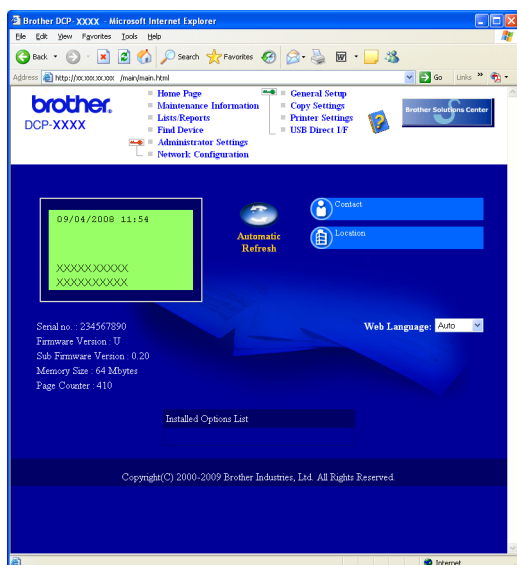 Brother DCP-XXXX - Microsoft Internet Explorer
File Edit View Favorites Tools Help
Back Search Favorites
Address http://xx.xxx.xx.xxx /main/main.html Go Links »
brother.
DCP-XXXX
Home Page
Maintenance Information
Lists/Reports
Find Device
Administrator Settings
Network Configuration
General Setup
Copy Settings
Printer Settings
USB Direct I/F
Brother Solutions Center
09/04/2008 11:54
XXXXXXXXXX
XXXXXXXXXX
Automatic
Refresh
Contact
Location
Serial no. : 234567890
Firmware Version : U
Sub Firmware Version : 0.20
Memory Size : 64 Mbytes
Page Counter : 410
Web Language: Auto
Installed Options List
Copyright(C) 2000-2009 Brother Industries, Ltd. All Rights Reserved.
Internet